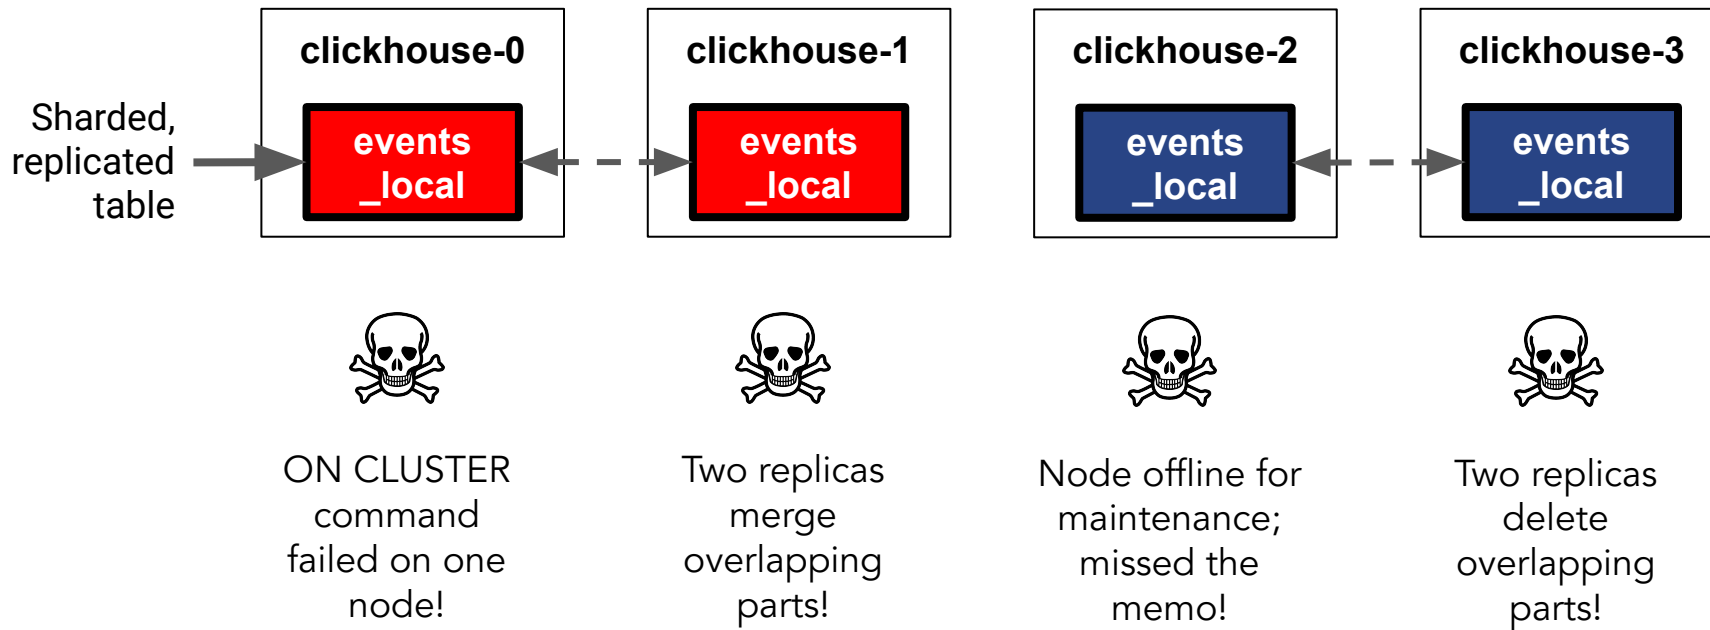 clickhouse-0
clickhouse-1
clickhouse-2
clickhouse-3
Sharded,
replicated
table
events
_local
events
_local
events
_local
events
_local
ON CLUSTER
command
failed on one
node!
Two replicas
merge
overlapping
parts!
Node offline for
maintenance;
missed the
memo!
Two replicas
delete
overlapping
parts!